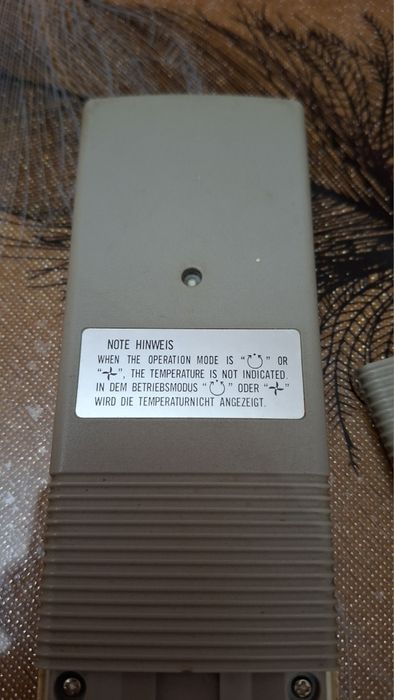 NOTE HINWEIS
WHEN THE OPERATION MODE IS "" OR
"", THE TEMPERATURE IS NOT INDICATED.
IN DEM BETRIEBSMODUS "" ODER ""
WIRD DIE TEMPERATURNICHT ANGEZEIGT.